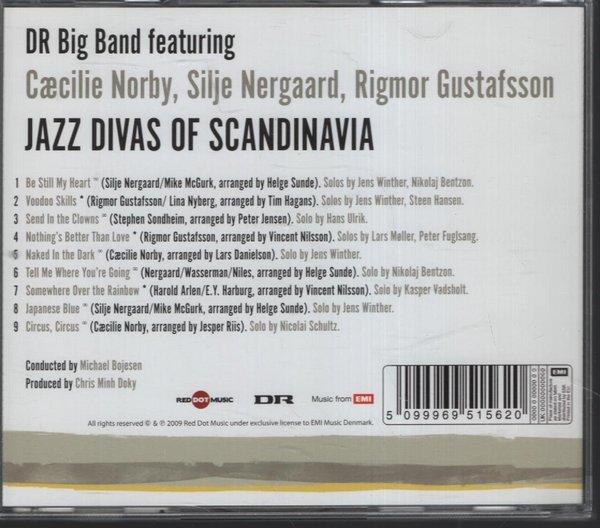 DR Big Band featuring
Cæcilie Norby, Silje Nergaard, Rigmor Gustafsson
JAZZ DIVAS OF SCANDINAVIA
1 Be Still My Heart (Silje Nergaard/Mike McGurk, arranged by Helge Sunde). Solos by Jens Winther, Nikolaj Bentzon.
2 Voodoo Skills * (Rigmor Gustafsson/ Lina Nyberg, arranged by Tim Hagans). Solos by Jens Winther, Steen Hansen.
3 Send In the Clowns (Stephen Sondheim, arranged by Peter Jensen). Solo by Hans Ulrik.
4 Nothing's Better Than Love * (Rigmor Gustafsson, arranged by Vincent Nilsson). Solos by Lars Møller, Peter Fuglsang.
5 Naked In the Dark (Cæcilie Norby, arranged by Lars Danielson). Solo by Jens Winther.
6 Tell Me Where You're Going (Nergaard/Wasserman/Niles, arranged by Helge Sunde). Solo by Nikolaj Bentzon.
7 Somewhere Over the Rainbow * (Harold Arlen/E.Y. Harburg, arranged by Vincent Nilsson). Solo by Kasper Vadsholt.
8 Japanese Blue (Silje Nergaard/Mike McGurk, arranged by Helge Sunde). Solo by Jens Winther.
9 Circus, Circus (Cæcilie Norby, arranged by Jesper Riis). Solo by Nicolai Schultz.
Conducted by Michael Bojesen
Produced by Chris Minh Doky
RED DOT MUSIC DR Music from EMI
All rights reserved © & ℗ 2009 Red Dot Music under exclusive license to EMI Music Denmark.
5 099969 515620
EMI